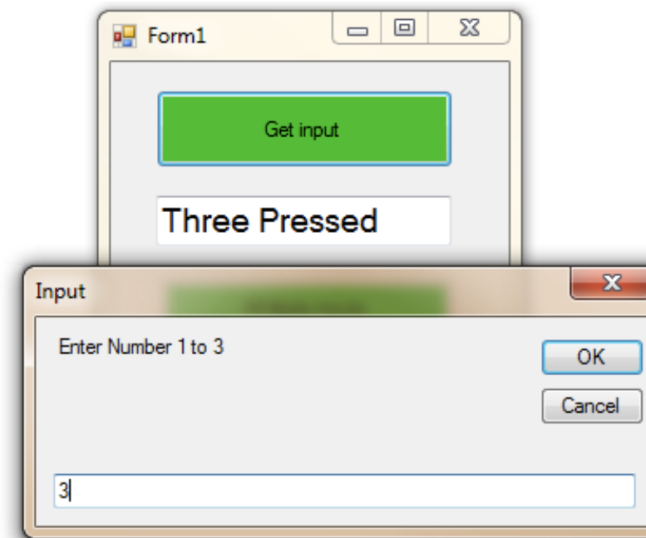 Form1
Get input
Three Pressed
Input
Enter Number 1 to 3
OK
Cancel
3